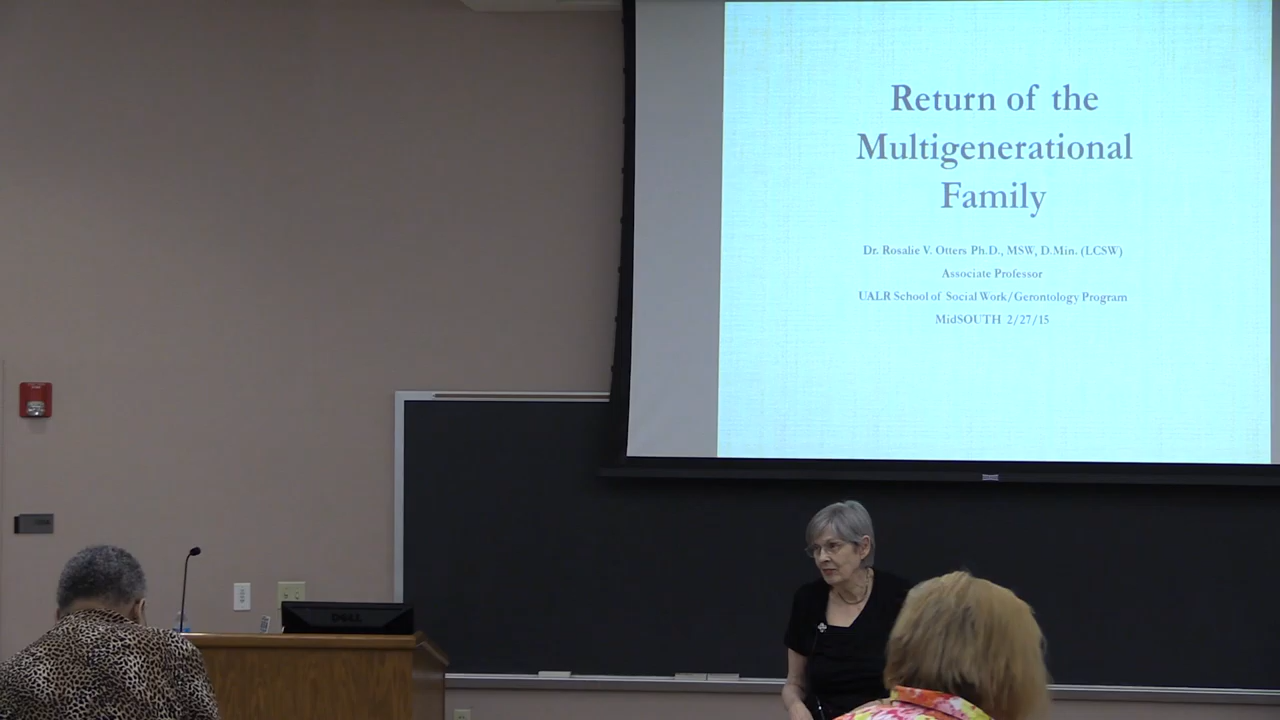 Return of the
Multigenerational
Family
Dr. Rosalie V. Otters Ph.D., MSW, D.Min. (LCSW)
Associate Professor
UALR School of Social Work/Gerontology Program
MidSOUTH 2/27/15
DELL